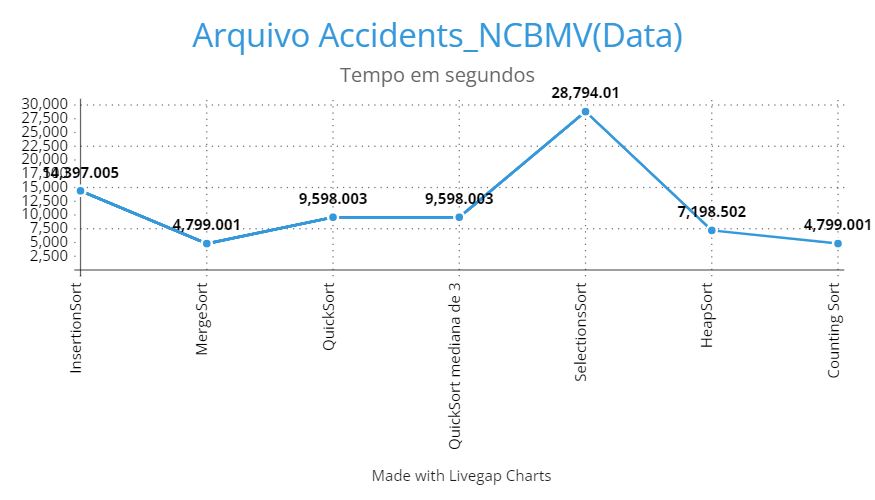 Arquivo Accidents_NCBMV(Data)
Tempo em segundos
30,000
27,500
25,000
22,500
20,000
17,500
15,000
12,500
10,000
7,500
5,000
2,500
14,397.005
4,799.001
9,598.003
9,598.003
28,794.01
7,198.502
4,799.001
InsertionSort
MergeSort
QuickSort
QuickSort mediana de 3
SelectionsSort
HeapSort
Counting Sort
Made with Livegap Charts